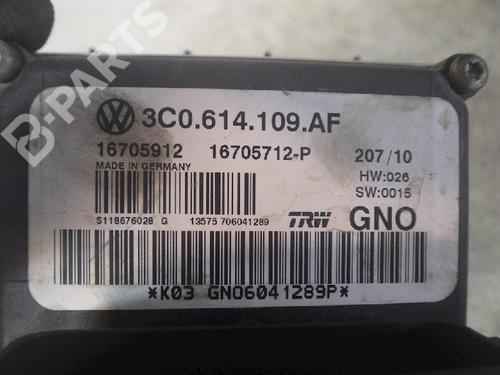 B-PARTS
3C0.614.109.AF
16705912 16705712-P 207/10
MADE IN GERMANY HW:026
SW:0015
S118676028 G 13575 706041289 TRW GNO
*K03 GNO6041289P*